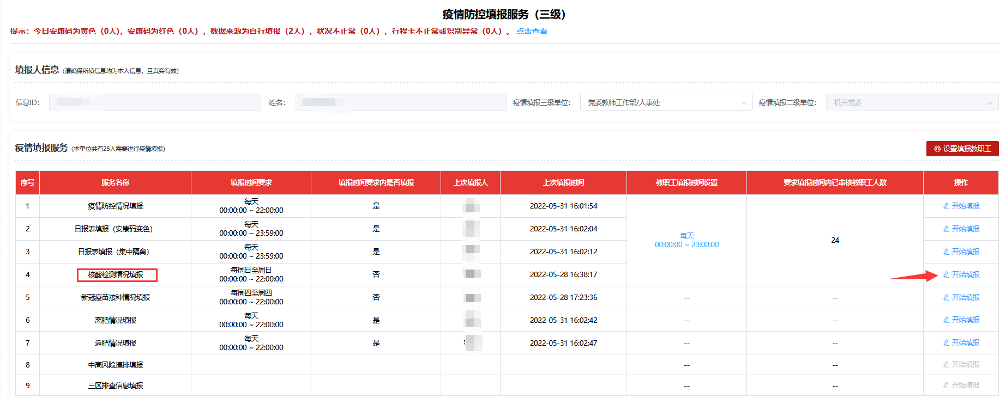 疫情防控填报服务（三级）
提示：今日安康码为黄色（0人），安康码为红色（0人），数据来源为自行填报（2人），状况不正常（0人），行程卡不正常或识别异常（0人）。 点击查看
填报人信息（请确保所填信息均为本人信息，且真实有效）
信息ID： 姓名： 疫情填报三级单位： 党委教师工作部/人事处 疫情填报二级单位： 机关党委
疫情填报服务（本单位共有25人需要进行疫情填报） 设置填报教职工
序号 服务名称 填报时间要求 填报时间要求内是否填报 上次填报人 上次填报时间 教职工填报时间设置 要求填报时间内已审核教职工人数 操作
1 疫情防控情况填报 每天 00:00:00 ~ 22:00:00 是 2022-05-31 16:01:54 开始填报
2 日报表填报（安康码变色） 每天 00:00:00 ~ 23:59:00 是 2022-05-31 16:02:04 开始填报
每天
00:00:00 ~ 23:00:00
24
3 日报表填报（集中隔离） 每天 00:00:00 ~ 23:59:00 是 2022-05-31 16:02:12 开始填报
4 核酸检测情况填报 每周日至周日 00:00:00 ~ 22:00:00 否 2022-05-28 16:38:17 开始填报
5 新冠疫苗接种情况填报 每周四至周四 00:00:00 ~ 22:00:00 否 2022-05-28 17:23:36 -- -- 开始填报
6 离肥情况填报 每天 00:00:00 ~ 22:00:00 是 2022-05-31 16:02:42 -- -- 开始填报
7 返肥情况填报 每天 00:00:00 ~ 22:00:00 是 2022-05-31 16:02:47 -- -- 开始填报
8 中高风险摸排填报 -- -- 开始填报
9 三区排查信息填报 -- -- 开始填报